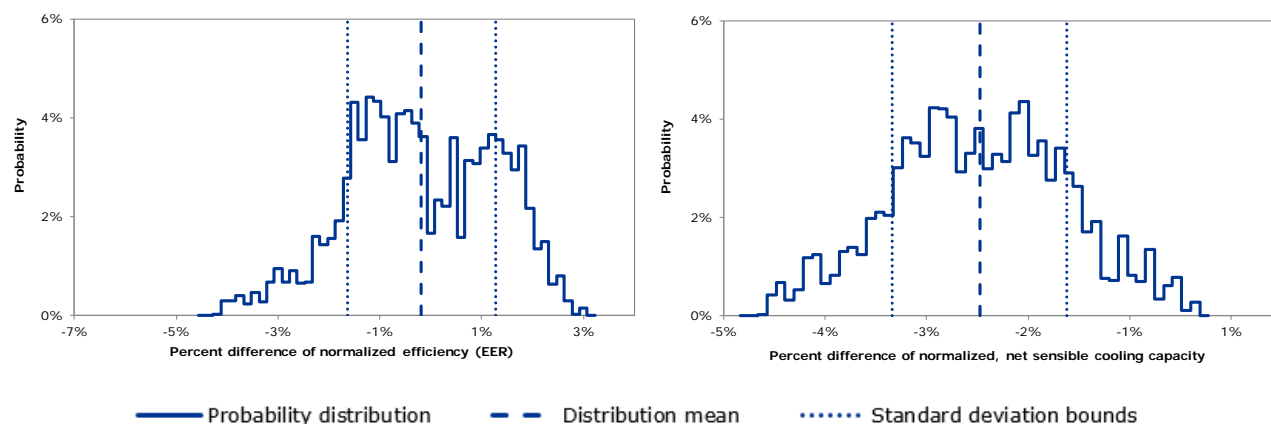 6%
4%
2%
0%
Probability
-7%
-5%
-3%
-1%
1%
3%
Percent difference of normalized efficiency (EER)
6%
4%
2%
0%
Probability
-5%
-4%
-3%
-2%
-1%
1%
Percent difference of normalized, net sensible cooling capacity
Probability distribution
Distribution mean
Standard deviation bounds